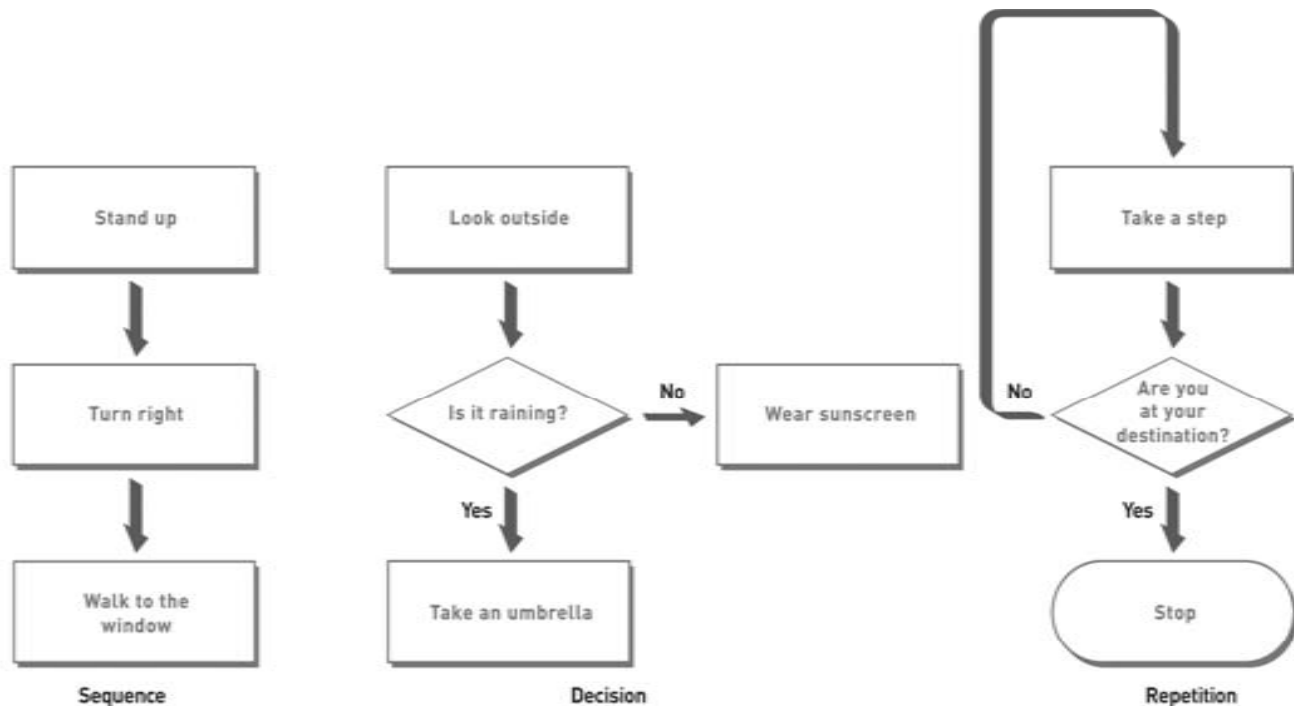 Stand up
Turn right
Walk to the
window
Sequence
Look outside
Is it raining?
No
Wear sunscreen
Yes
Take an umbrella
Decision
Take a step
Are you
at your
destination?
No
Yes
Stop
Repetition